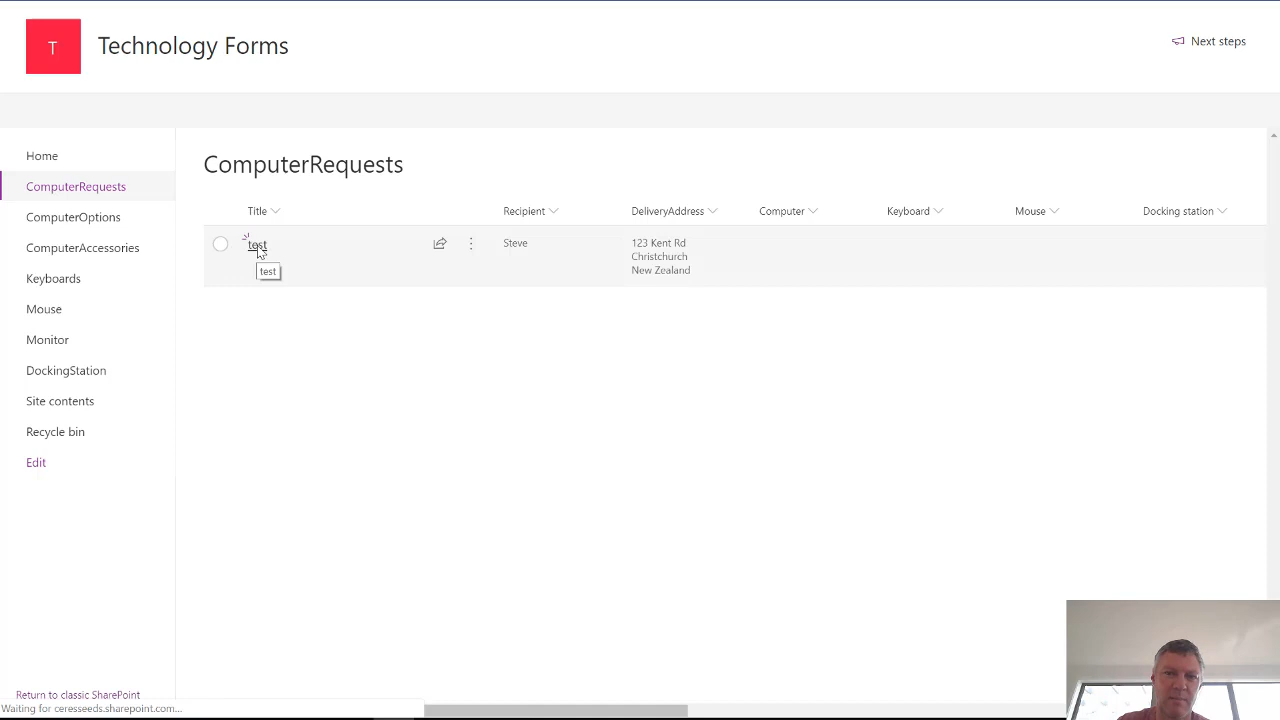 T
Technology Forms
Next steps
Home
ComputerRequests
ComputerOptions
ComputerAccessories
Keyboards
Mouse
Monitor
DockingStation
Site contents
Recycle bin
Edit
Return to classic SharePoint
ComputerRequests
Title Recipient DeliveryAddress Computer Keyboard Mouse Docking station
test Steve 123 Kent Rd
Christchurch
New Zealand
test
Waiting for ceresseeds.sharepoint.com...